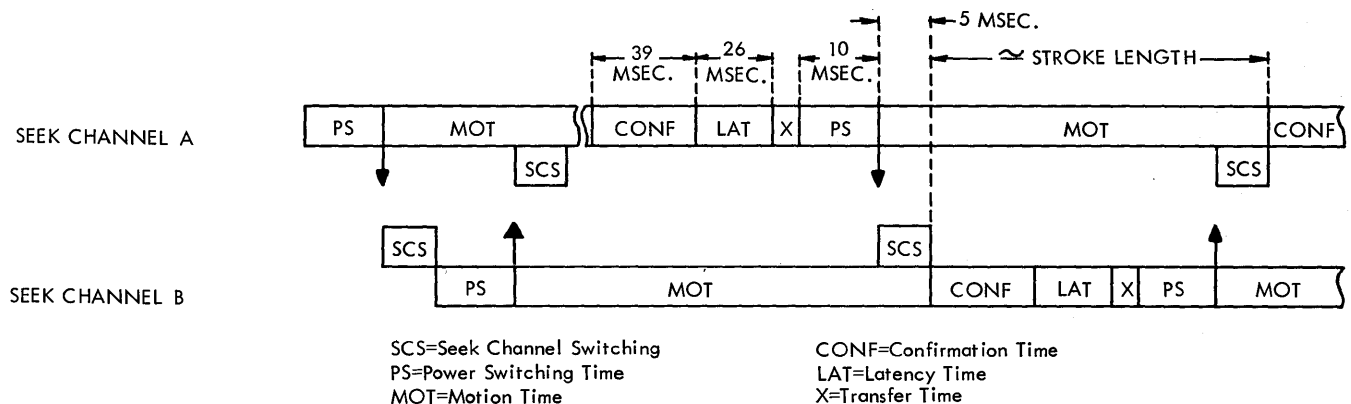 5 MSEC.
39 MSEC.
26 MSEC.
10 MSEC.
≃ STROKE LENGTH
SEEK CHANNEL A
PS MOT CONF LAT X PS MOT CONF
SCS SCS
SCS SCS
SEEK CHANNEL B
PS MOT CONF LAT X PS MOT
SCS=Seek Channel Switching
PS=Power Switching Time
MOT=Motion Time
CONF=Confirmation Time
LAT=Latency Time
X=Transfer Time